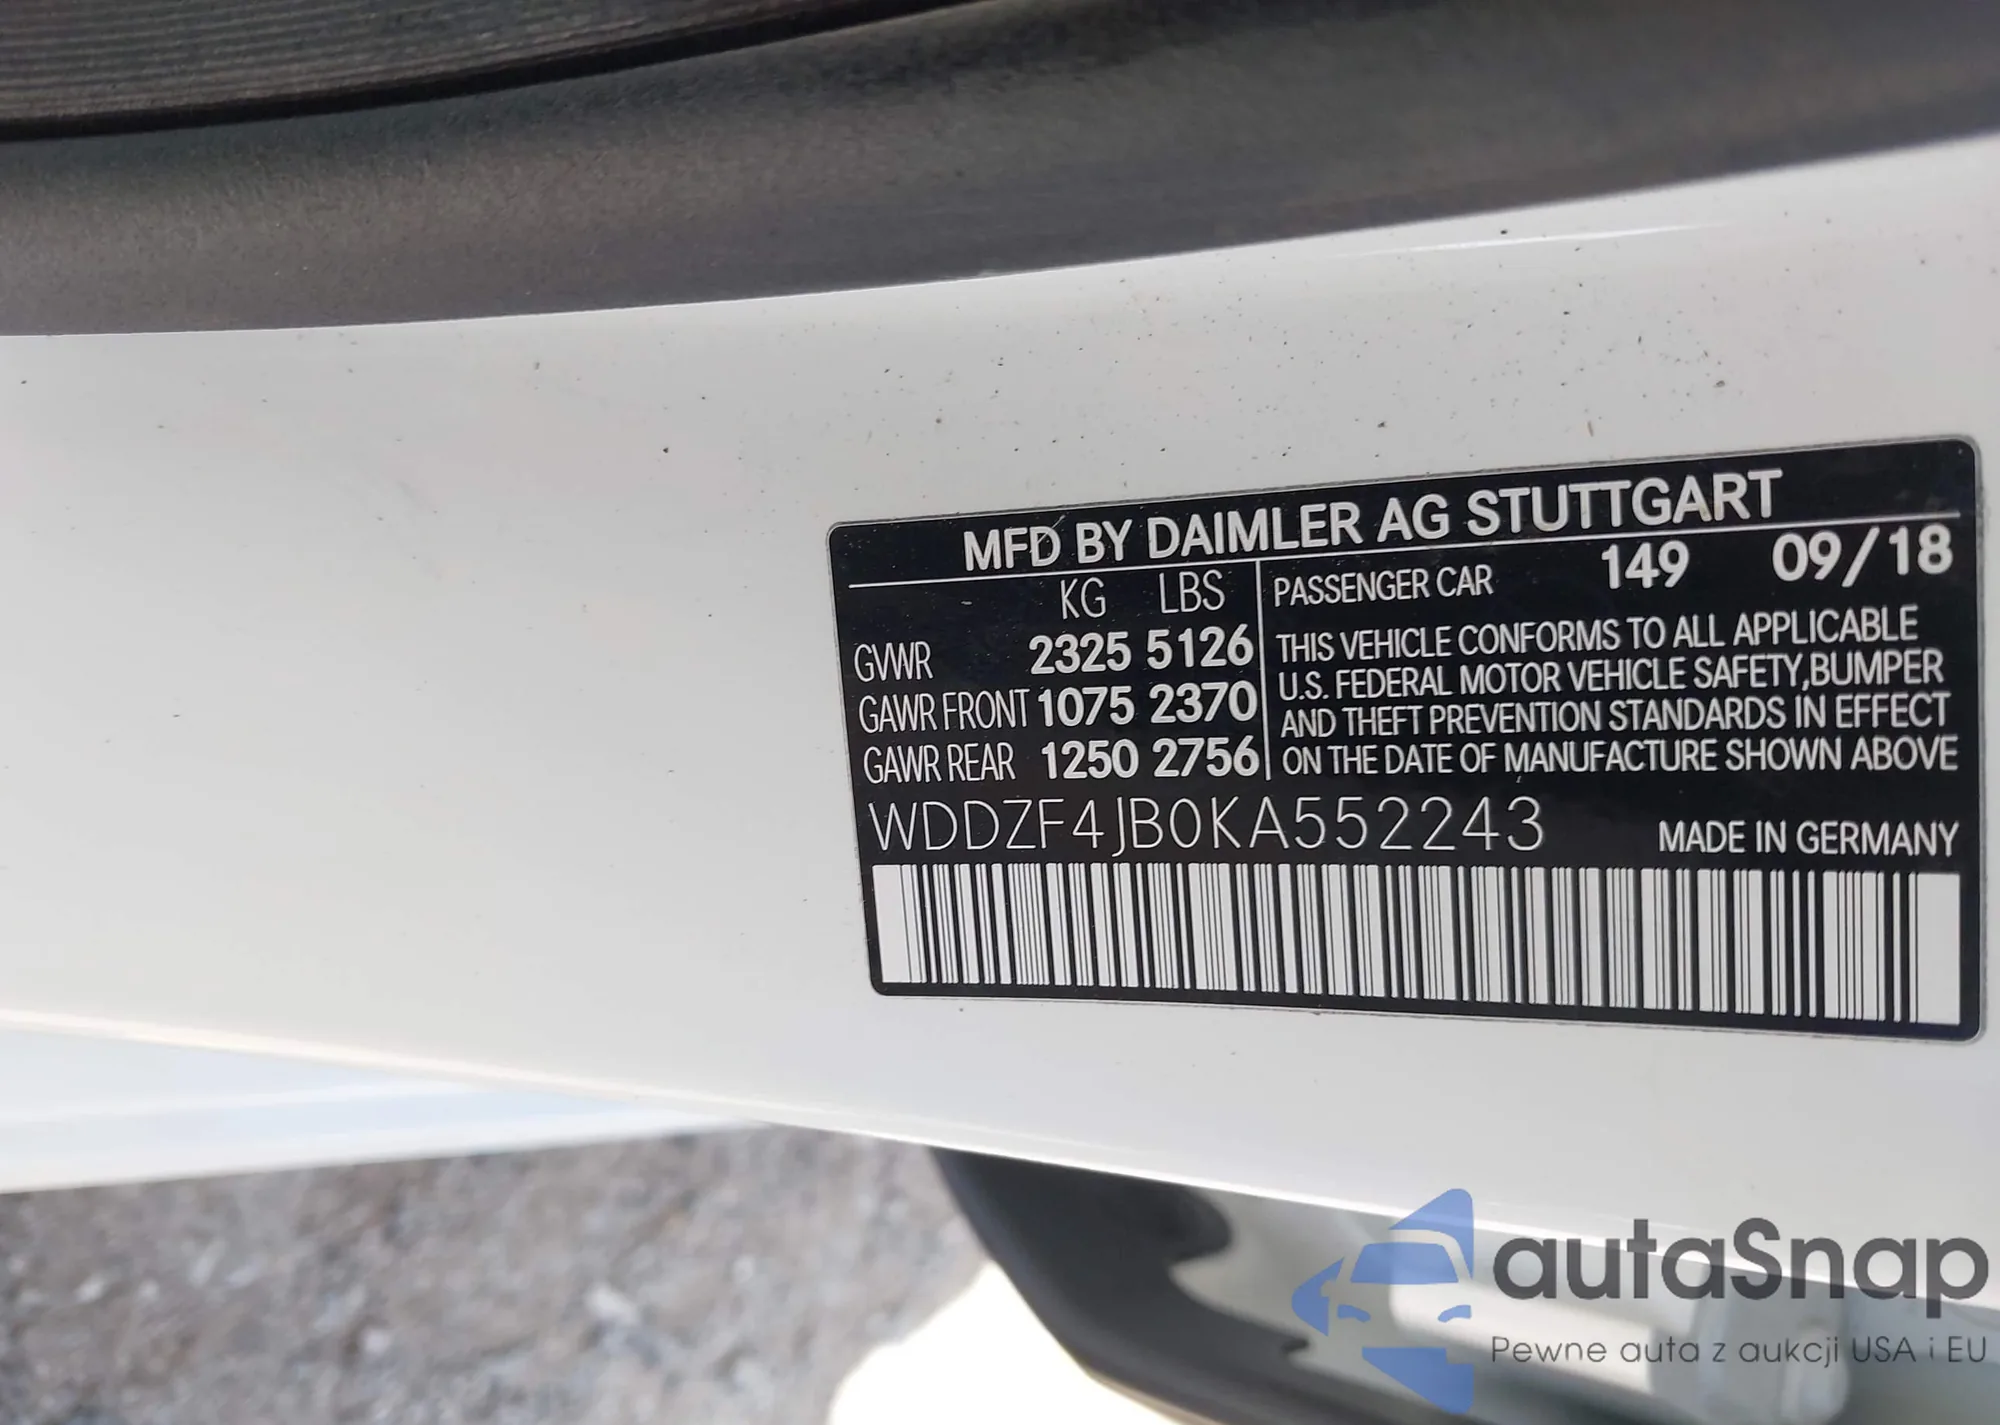 MFD BY DAIMLER AG STUTTGART
KG LBS
GVWR 2325 5126
GAWR FRONT 1075 2370
GAWR REAR 1250 2756
PASSENGER CAR 149 09/18
THIS VEHICLE CONFORMS TO ALL APPLICABLE
U.S. FEDERAL MOTOR VEHICLE SAFETY, BUMPER
AND THEFT PREVENTION STANDARDS IN EFFECT
ON THE DATE OF MANUFACTURE SHOWN ABOVE
WDDZF4JB0KA552243 MADE IN GERMANY
autaSnap
Pewne auta z aukcji USA i EU